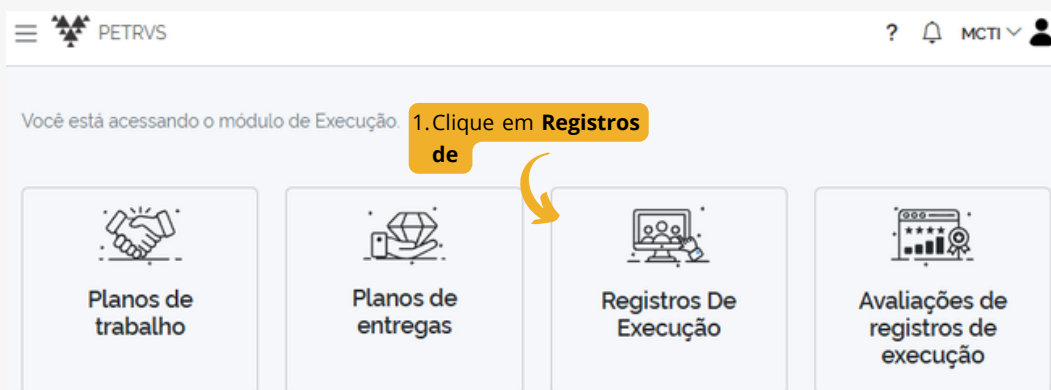 PETRVS
? MCTI
Você está acessando o módulo de Execução.
1.Clique em Registros
de
Planos de
trabalho
Planos de
entregas
Registros De
Execução
Avaliações de
registros de
execução